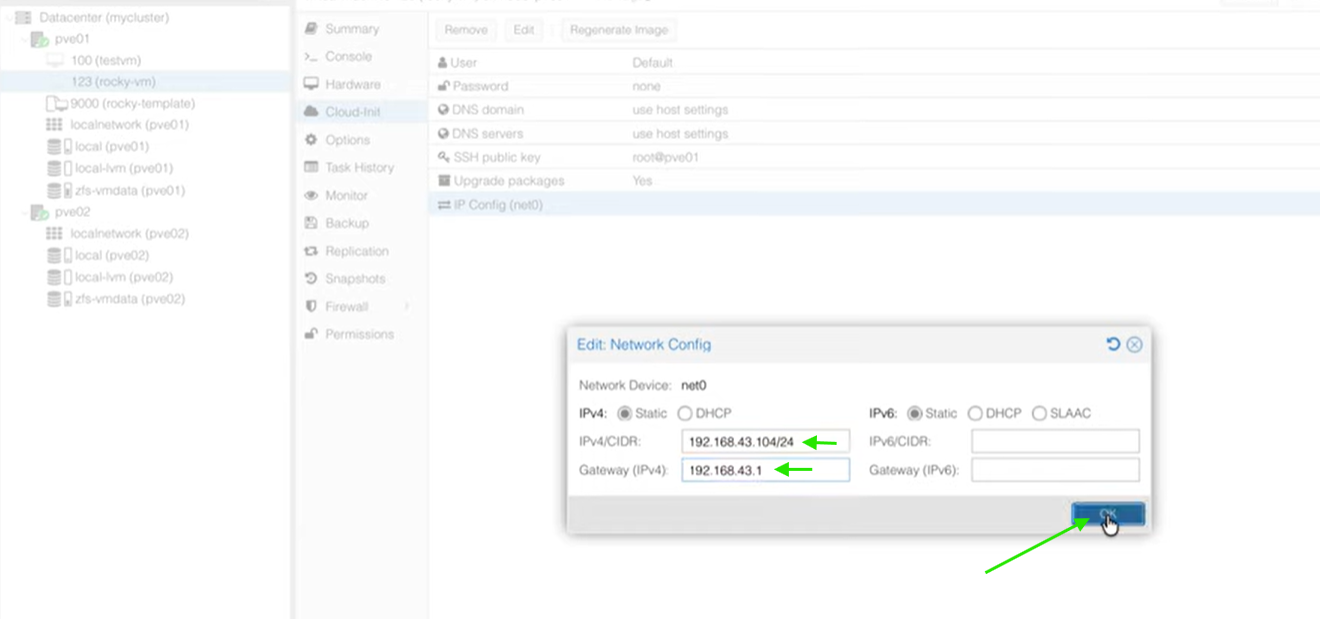 Datacenter (mycluster)
pve01
100 (testvm)
123 (rocky-vm)
9000 (rocky-template)
localnetwork (pve01)
local (pve01)
local-lvm (pve01)
zfs-vmdata (pve01)
pve02
localnetwork (pve02)
local (pve02)
local-lvm (pve02)
zfs-vmdata (pve02)
Summary
Console
Hardware
Cloud-Init
Options
Task History
Monitor
Backup
Replication
Snapshots
Firewall
Permissions
Remove Edit Regenerate Image
User Default
Password none
DNS domain use host settings
DNS servers use host settings
SSH public key root@pve01
Upgrade packages Yes
IP Config (net0)
Edit: Network Config
Network Device: net0
IPv4: Static DHCP IPv6: Static DHCP SLAAC
IPv4/CIDR: 192.168.43.104/24 IPv6/CIDR:
Gateway (IPv4): 192.168.43.1 Gateway (IPv6):
OK